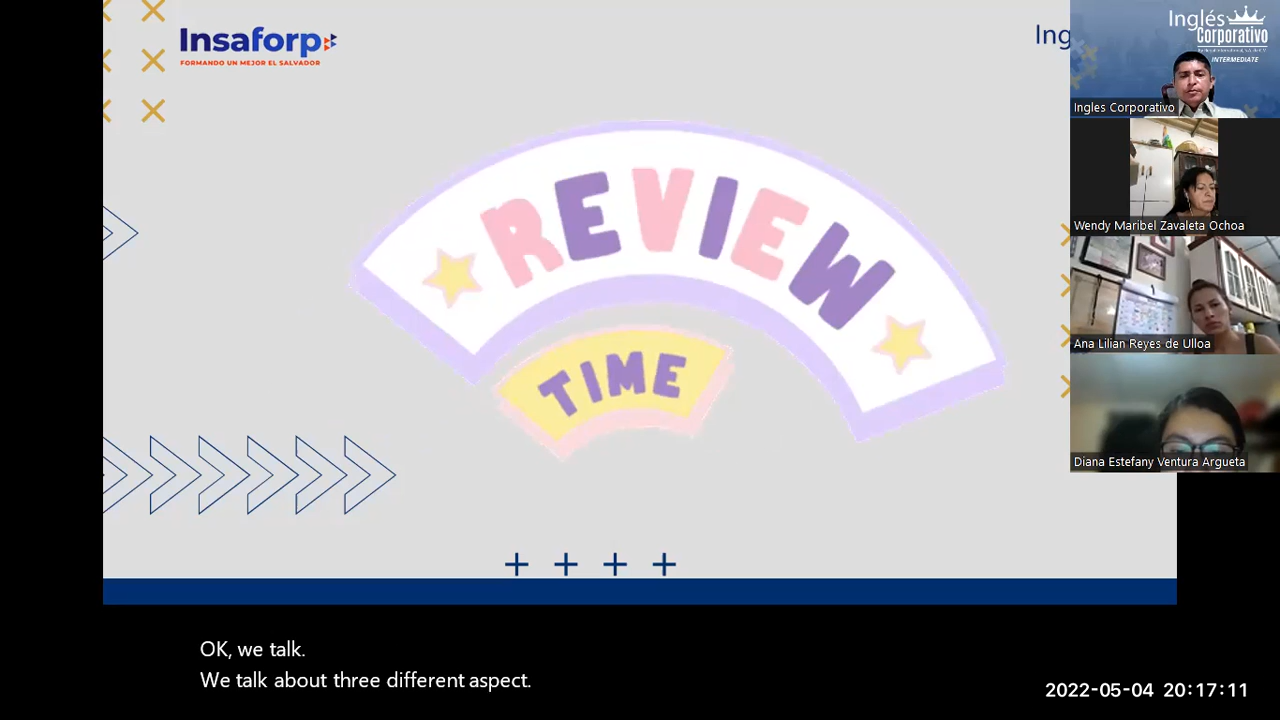 Insaforp
FORMANDO UN MEJOR EL SALVADOR
Ing
REVIEW
TIME
Inglés
Corporativo
INTERMEDIATE
Ingles Corporativo
Wendy Maribel Zavaleta Ochoa
Ana Lilian Reyes de Ulloa
Diana Estefany Ventura Argueta
OK, we talk.
We talk about three different aspect.
2022-05-04 20:17:11